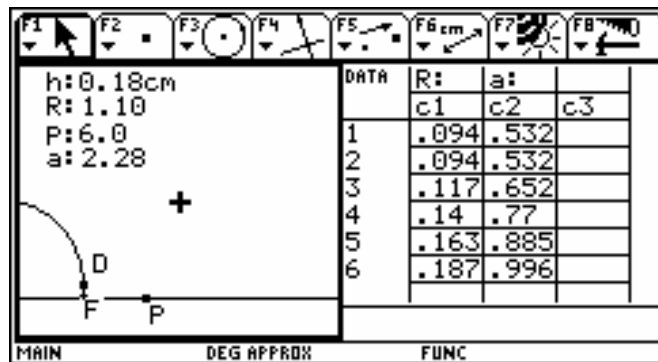 F1 F2 F3 F4 F5 F6 cm F7 F8
h:0.18cm
R:1.10
P:6.0
a:2.28
D
F P
DATA R: a:
c1 c2 c3
1 .094 .532
2 .094 .532
3 .117 .652
4 .14 .77
5 .163 .885
6 .187 .996
MAIN DEG APPROX FUNC